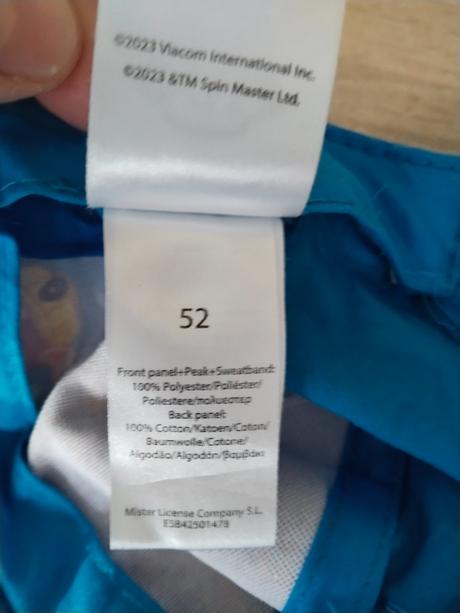 ©2023 Viacom International Inc.
©2023 &TM Spin Master Ltd.
52
Front panel+Peak+Sweatband:
100% Polyester/Poliéster/
Poliestere/πολυεστερ
Back panel:
100% Cotton/Katoen/Coton/
Baumwolle/Cotone/
Algodão/Algodón/βαμβάκι
Mister License Company S.L.
ESB42501478